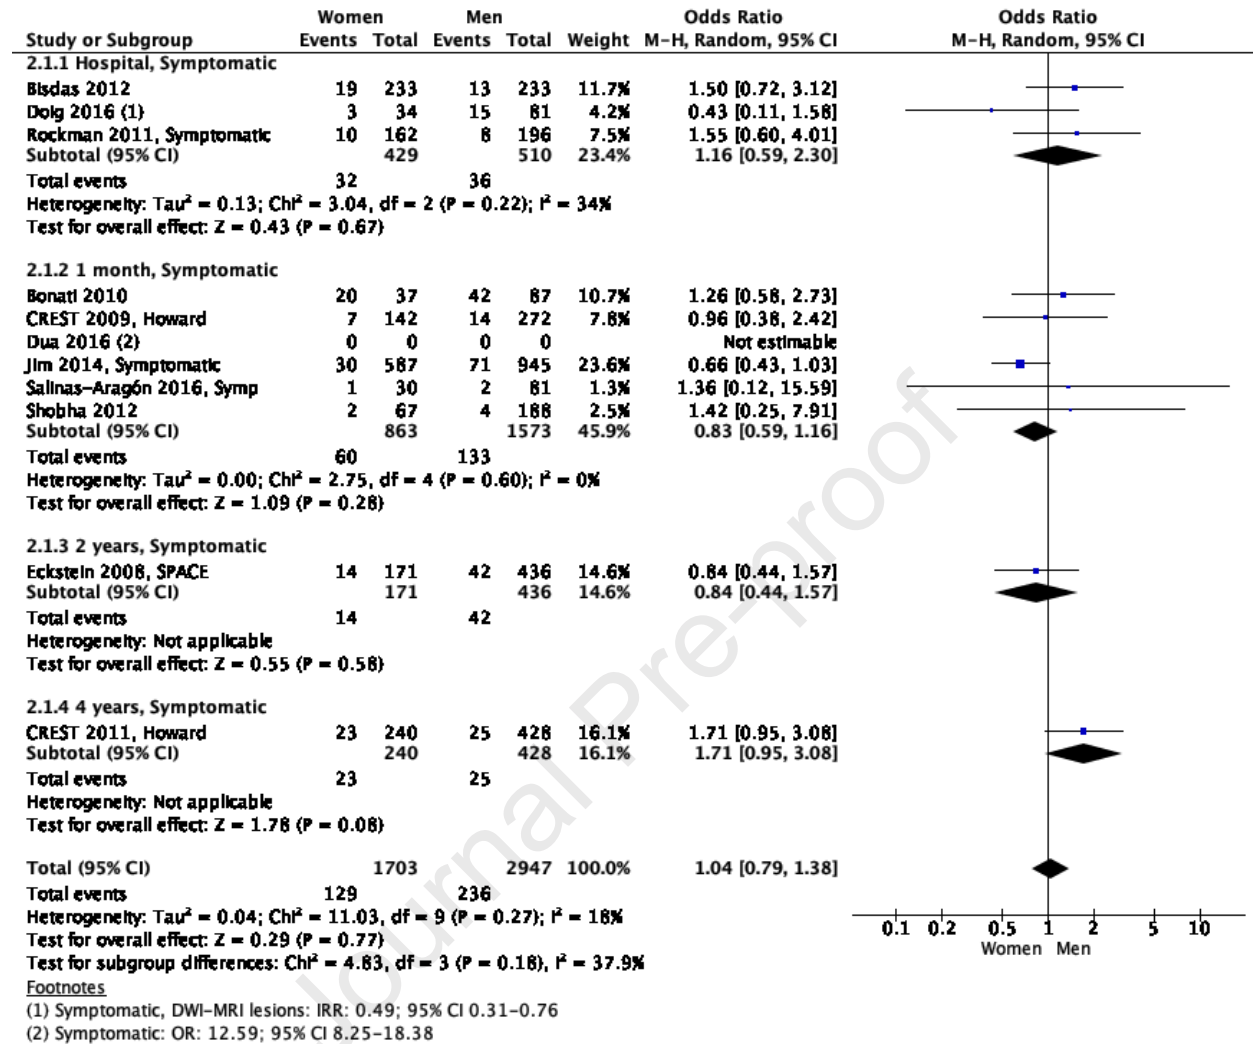 Women Men Odds Ratio Odds Ratio
Study or Subgroup Events Total Events Total Weight M-H, Random, 95% CI M-H, Random, 95% CI
2.1.1 Hospital, Symptomatic
Bisdas 2012 19 233 13 233 11.7% 1.50 [0.72, 3.12]
Doig 2016 (1) 3 34 15 81 4.2% 0.43 [0.11, 1.58]
Rockman 2011, Symptomatic 10 162 8 196 7.5% 1.55 [0.60, 4.01]
Subtotal (95% CI) 429 510 23.4% 1.16 [0.59, 2.30]
Total events 32 36
Heterogeneity: Tau² = 0.13; Chi² = 3.04, df = 2 (P = 0.22); I² = 34%
Test for overall effect: Z = 0.43 (P = 0.67)
2.1.2 1 month, Symptomatic
Bonati 2010 20 37 42 87 10.7% 1.26 [0.58, 2.73]
CREST 2009, Howard 7 142 14 272 7.8% 0.96 [0.38, 2.42]
Dua 2016 (2) 0 0 0 0 Not estimable
Jim 2014, Symptomatic 30 587 71 945 23.6% 0.66 [0.43, 1.03]
Salinas-Aragón 2016, Symp 1 30 2 81 1.3% 1.36 [0.12, 15.59]
Shobha 2012 2 67 4 188 2.5% 1.42 [0.25, 7.91]
Subtotal (95% CI) 863 1573 45.9% 0.83 [0.59, 1.16]
Total events 60 133
Heterogeneity: Tau² = 0.00; Chi² = 2.75, df = 4 (P = 0.60); I² = 0%
Test for overall effect: Z = 1.09 (P = 0.28)
2.1.3 2 years, Symptomatic
Eckstein 2008, SPACE 14 171 42 436 14.6% 0.84 [0.44, 1.57]
Subtotal (95% CI) 171 436 14.6% 0.84 [0.44, 1.57]
Total events 14 42
Heterogeneity: Not applicable
Test for overall effect: Z = 0.55 (P = 0.58)
2.1.4 4 years, Symptomatic
CREST 2011, Howard 23 240 25 428 16.1% 1.71 [0.95, 3.08]
Subtotal (95% CI) 240 428 16.1% 1.71 [0.95, 3.08]
Total events 23 25
Heterogeneity: Not applicable
Test for overall effect: Z = 1.78 (P = 0.08)
Total (95% CI) 1703 2947 100.0% 1.04 [0.79, 1.38]
Total events 129 236
Heterogeneity: Tau² = 0.04; Chi² = 11.03, df = 9 (P = 0.27); I² = 18%
Test for overall effect: Z = 0.29 (P = 0.77)
Test for subgroup differences: Chi² = 4.83, df = 3 (P = 0.18), I² = 37.9%
0.1 0.2 0.5 1 2 5 10
Women Men
Footnotes
(1) Symptomatic, DWI-MRI lesions: IRR: 0.49; 95% CI 0.31-0.76
(2) Symptomatic: OR: 12.59; 95% CI 8.25-18.38
Journal Pre-proof